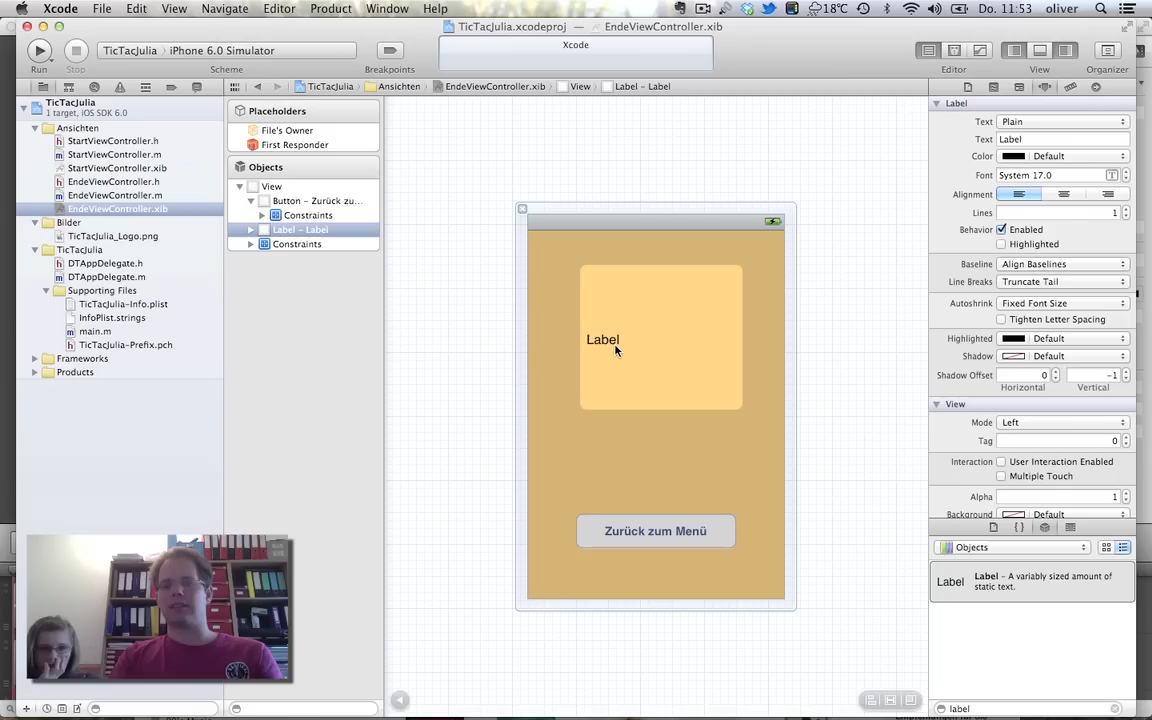 Xcode File Edit View Navigate Editor Product Window Help 18℃ Do. 11:53 oliver
TicTacJulia.xcodeproj — EndeViewController.xib
TicTacJulia iPhone 6.0 Simulator
Xcode
Run Stop Scheme Breakpoints Editor View Organizer
TicTacJulia Ansichten EndeViewController.xib View Label – Label
TicTacJulia
1 target, iOS SDK 6.0
Ansichten
StartViewController.h
StartViewController.m
StartViewController.xib
EndeViewController.h
EndeViewController.m
EndeViewController.xib
Bilder
TicTacJulia_Logo.png
TicTacJulia
DTAppDelegate.h
DTAppDelegate.m
Supporting Files
TicTacJulia-Info.plist
InfoPlist.strings
main.m
TicTacJulia-Prefix.pch
Frameworks
Products
Placeholders
File's Owner
First Responder
Objects
View
Button – Zurück zu...
Constraints
Label – Label
Constraints
Label
Zurück zum Menü
Label
Text Plain
Text Label
Color Default
Font System 17.0
Alignment
Lines 1
Behavior Enabled
Highlighted
Baseline Align Baselines
Line Breaks Truncate Tail
Autoshrink Fixed Font Size
Tighten Letter Spacing
Highlighted Default
Shadow Default
Shadow Offset 0 -1
Horizontal Vertical
View
Mode Left
Tag 0
Interaction User Interaction Enabled
Multiple Touch
Alpha 1
Background Default
Objects
Label Label – A variably sized amount of
static text.
label